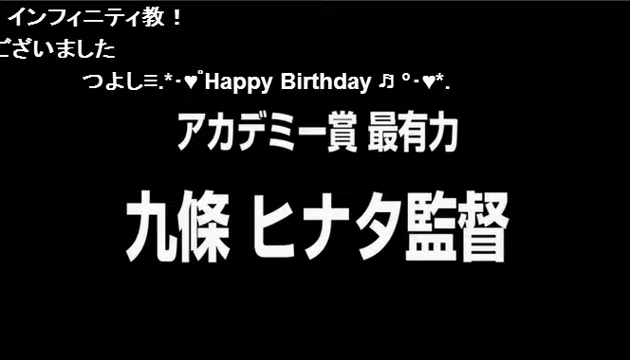 インフィニティ教！
ございました
つよし≡.*･♥ﾟHappy Birthday ♬ °･♥*.
アカデミー賞 最有力
九條 ヒナタ監督